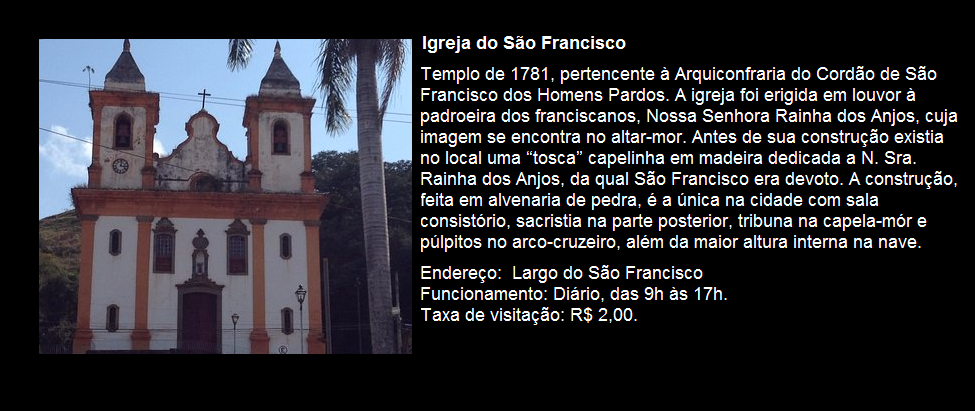 Igreja do São Francisco
Templo de 1781, pertencente à Arquiconfraria do Cordão de São
Francisco dos Homens Pardos. A igreja foi erigida em louvor à
padroeira dos franciscanos, Nossa Senhora Rainha dos Anjos, cuja
imagem se encontra no altar-mor. Antes de sua construção existia
no local uma “tosca” capelinha em madeira dedicada a N. Sra.
Rainha dos Anjos, da qual São Francisco era devoto. A construção,
feita em alvenaria de pedra, é a única na cidade com sala
consistório, sacristia na parte posterior, tribuna na capela-mór e
púlpitos no arco-cruzeiro, além da maior altura interna na nave.
Endereço:  Largo do São Francisco
Funcionamento: Diário, das 9h às 17h.
Taxa de visitação: R$ 2,00.